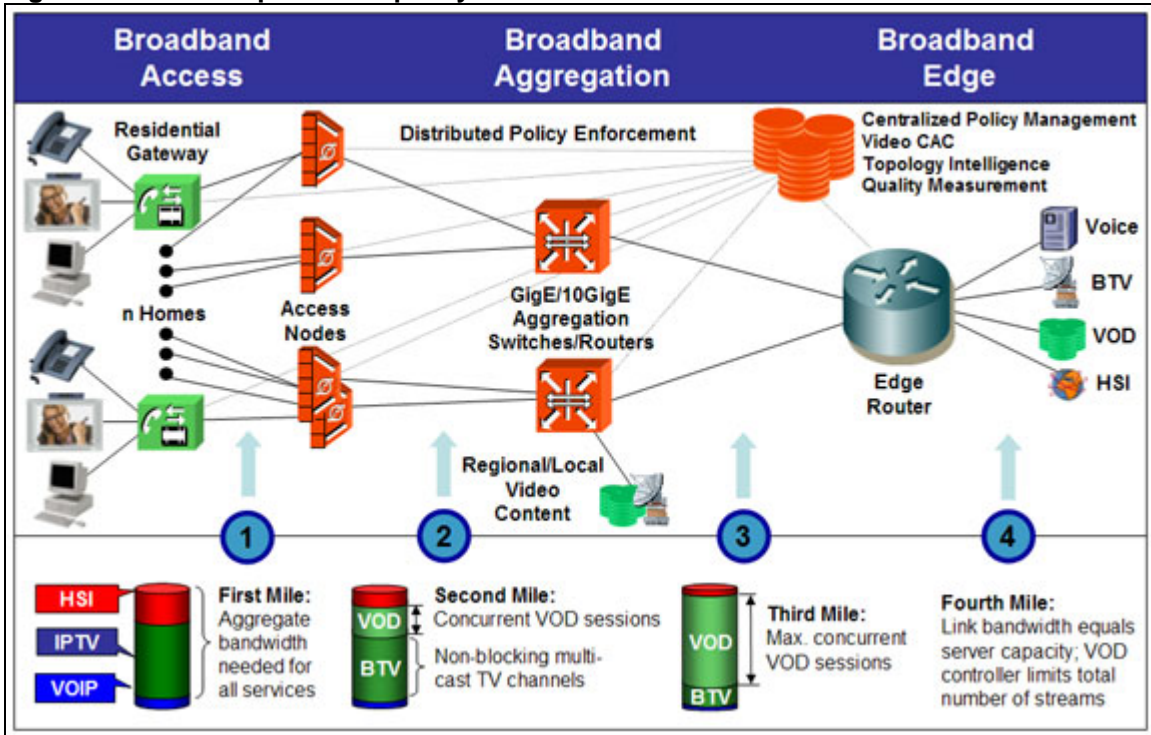 Broadband
Access
Broadband
Aggregation
Broadband
Edge
Residential
Gateway
Distributed Policy Enforcement
Centralized Policy Management
Video CAC
Topology Intelligence
Quality Measurement
n Homes
Access
Nodes
GigE/10GigE
Aggregation
Switches/Routers
Edge
Router
Voice
BTV
VOD
HSI
Regional/Local
Video
Content
1
2
3
4
HSI
IPTV
VOIP
First Mile:
Aggregate
bandwidth
needed for
all services
VOD
BTV
Second Mile:
Concurrent VOD sessions
Non-blocking multi-
cast TV channels
VOD
BTV
Third Mile:
Max. concurrent
VOD sessions
Fourth Mile:
Link bandwidth equals
server capacity; VOD
controller limits total
number of streams